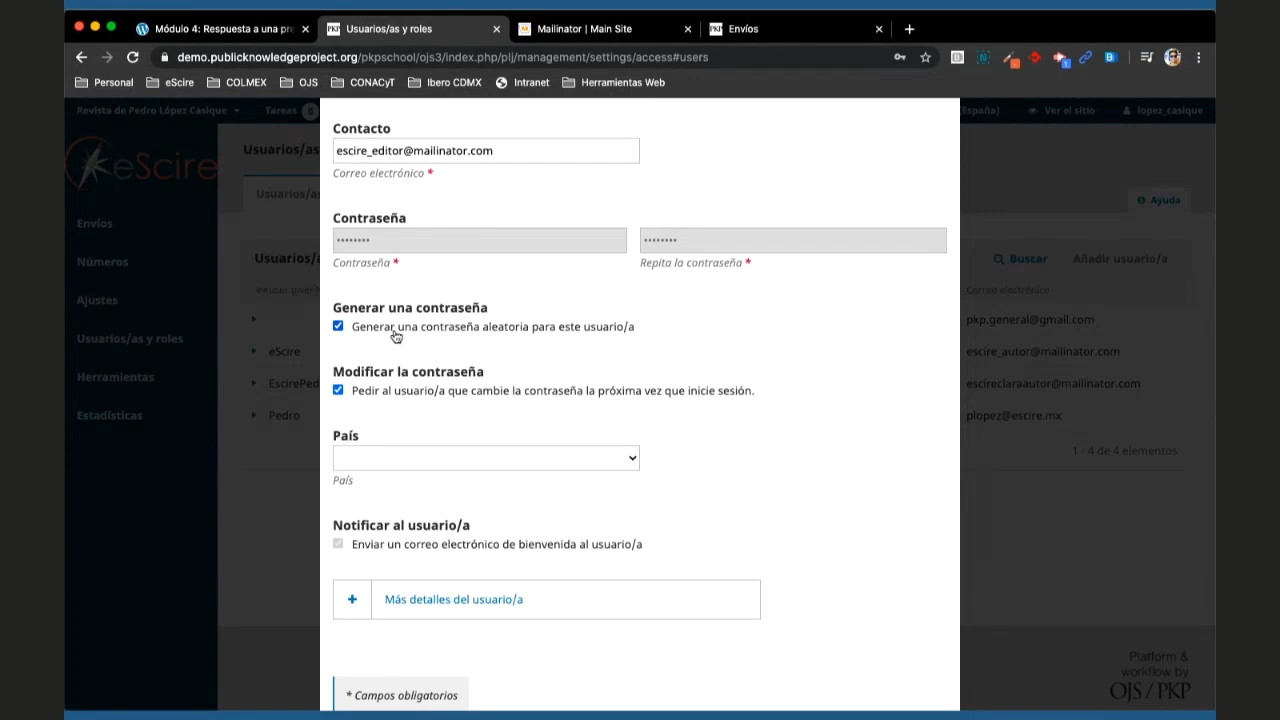 Módulo 4: Respuesta a una pre
Usuarios/as y roles
Mailinator | Main Site
Envíos
demo.publicknowledgeproject.org/pkpschool/ojs3/index.php/plj/management/settings/access#users
Personal
eScire
COLMEX
OJS
CONACyT
Ibero CDMX
Intranet
Herramientas Web
Revista de Pedro López Casique
Tareas
España)
Ver el sitio
lopez_casique
eScire
Envíos
Números
Ajustes
Usuarios/as y roles
Herramientas
Estadísticas
Usuarios/as
Usuarios/as
Ayuda
Usuarios/a
Buscar
Añadir usuario/a
Correo electrónico
pkp.general@gmail.com
eScire
escire_autor@mailinator.com
EscirePed
escireclaraautor@mailinator.com
Pedro
plopez@escire.mx
1 - 4 de 4 elementos
Contacto
escire_editor@mailinator.com
Correo electrónico *
Contraseña
Contraseña *
Repita la contraseña *
Generar una contraseña
Generar una contraseña aleatoria para este usuario/a
Modificar la contraseña
Pedir al usuario/a que cambie la contraseña la próxima vez que inicie sesión.
País
País
Notificar al usuario/a
Enviar un correo electrónico de bienvenida al usuario/a
+ Más detalles del usuario/a
* Campos obligatorios
Platform &
workflow by
OJS / PKP